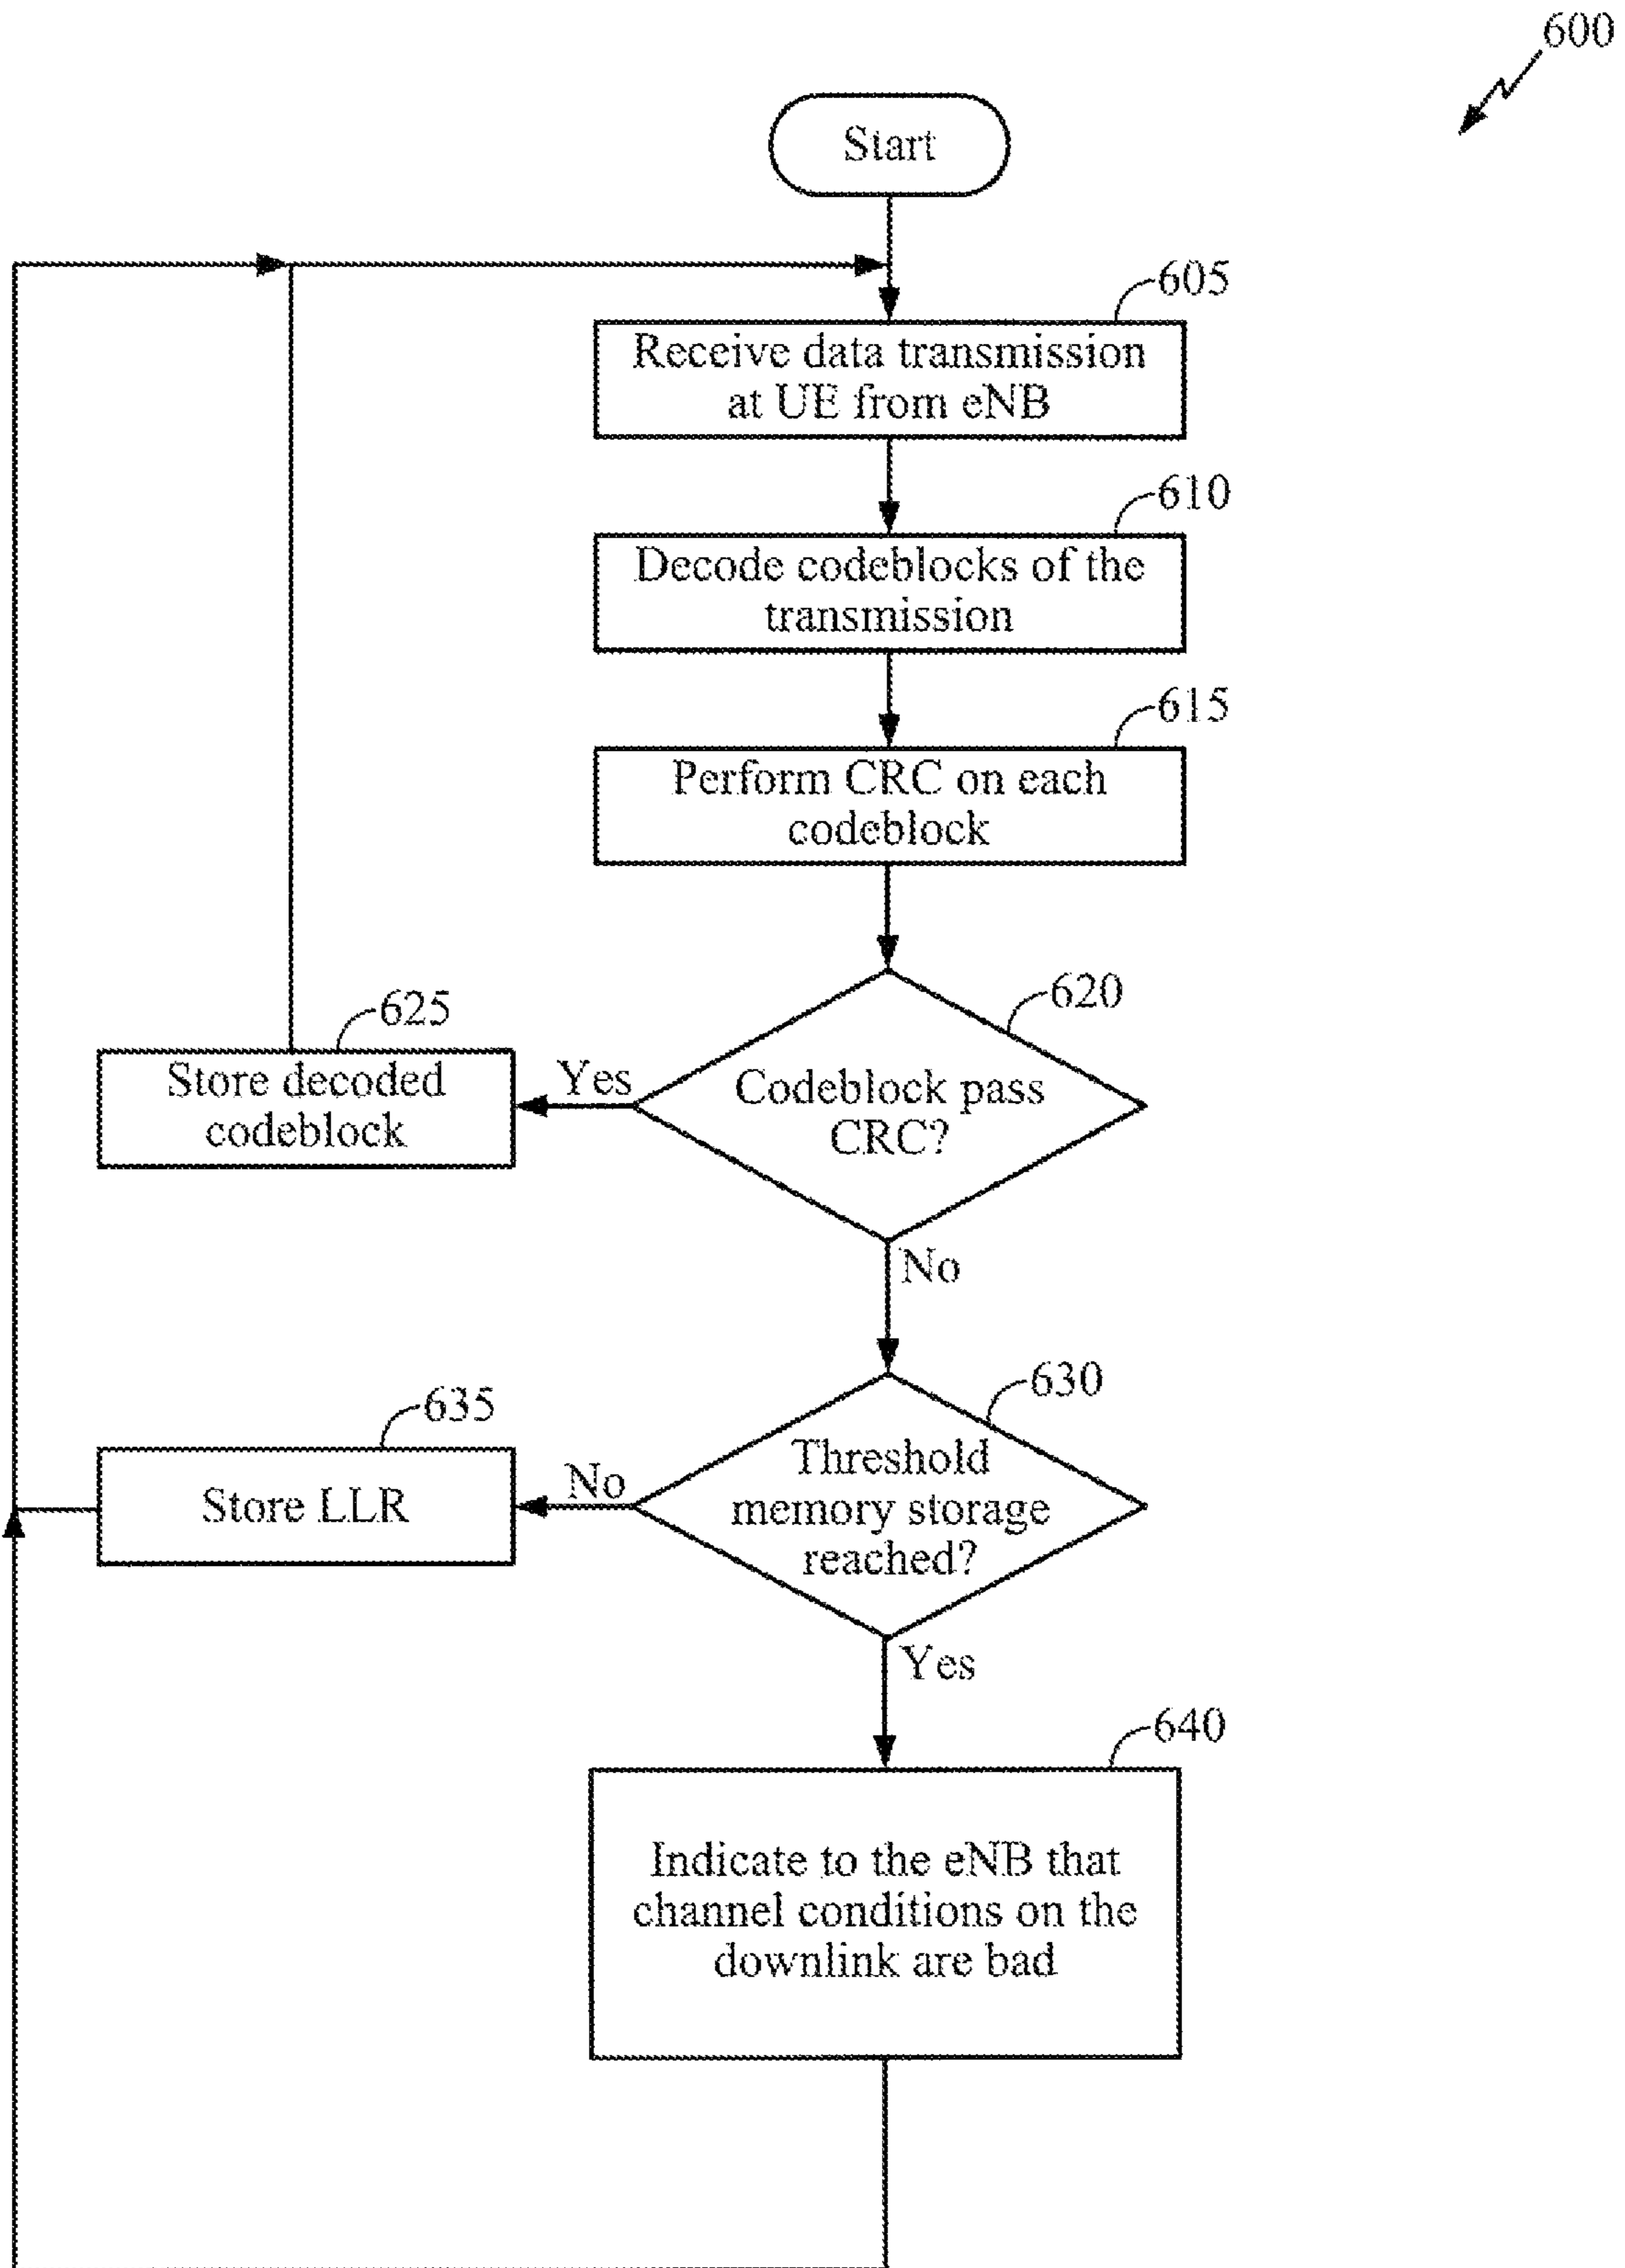 600
Start
605
Receive data transmission
at UE from eNB
610
Decode codeblocks of the
transmission
615
Perform CRC on each
codeblock
620
Codeblock pass
CRC?
Yes
625
Store decoded
codeblock
No
630
Threshold
memory storage
reached?
No
635
Store LLR
Yes
640
Indicate to the eNB that
channel conditions on the
downlink are bad